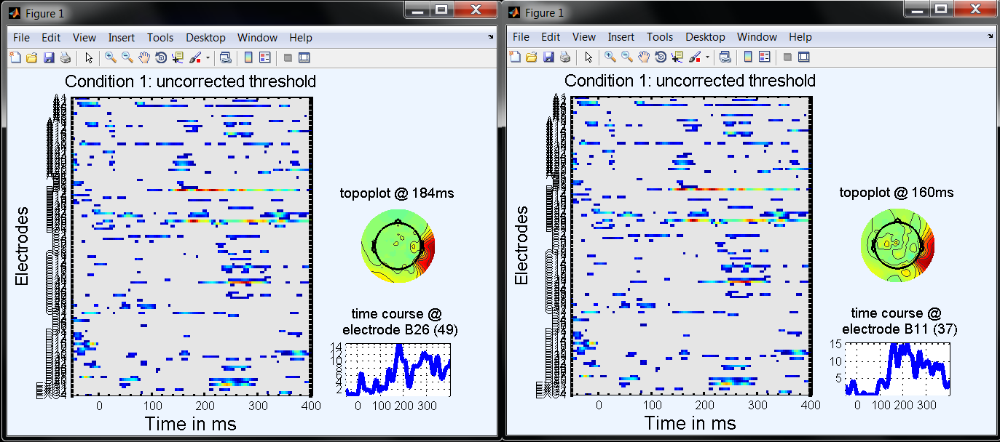 Figure 1
File Edit View Insert Tools Desktop Window Help
Condition 1: uncorrected threshold
Electrodes
EXG4
0 100 200 300 400
Time in ms
topoplot @ 184ms
time course @
electrode B26 (49)
14
12
10
8
6
4
2
0 100 200 300
Figure 1
File Edit View Insert Tools Desktop Window Help
Condition 1: uncorrected threshold
Electrodes
0 100 200 300 400
Time in ms
topoplot @ 160ms
time course @
electrode B11 (37)
15
10
5
0 100 200 300